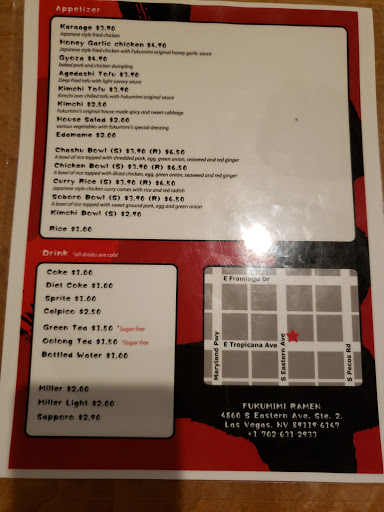 Appetizer
Karaage $3.90
Japanese style fried chicken
Honey Garlic chicken $4.90
Japanese style fried chicken with Fukumimi original honey garlic sauce
Gyoza $4.90
baked pork and chicken dumpling
Agedashi Tofu $3.90
Deep fried tofu with light savory sauce
Kimchi Tofu $3.90
Kimchi over chilled tofu with Fukumimi original sauce
Kimchi $2.50
Fukumimi's original house made spicy and sweet cabbage
House Salad $2.00
various vegetables with fukumimi's special dressing
Edamame $2.00
Chashu Bowl (S) $3.90 (R) $6.50
A bowl of rice topped with shredded pork, egg, green onion, seaweed and red ginger
Chicken Bowl (S) $3.90 (R) $6.50
A bowl of rice topped with diced chicken, egg, green onion, seaweed and red ginger
Curry Rice (S) $3.90 (R) $6.50
Japanese style chicken curry comes with rice and red radish
Soboro Bowl (S) $3.90 (R) $6.50
A bowl of rice topped with sweet ground pork, egg and green onion
Kimchi Bowl (S) $2.90
Rice $1.00
Drink *All drinks are cold
Coke $1.00
Diet Coke $1.00
Sprite $1.00
Calpico $2.50
Green Tea $1.50 *Sugar-free
Oolong Tea $1.50 *Sugar-free
Bottled Water $1.00
Miller $2.00
Miller Light $2.00
Sapporo $2.90
E Flamingo Dr
Maryland Pwy
E Tropicana Ave
S Eastern Ave
S Pecos Rd
FUKUMIMI RAMEN
4860 S Eastern Ave, Ste. 2,
Las Vegas, NV 89119-6147
+1 702-631-2933